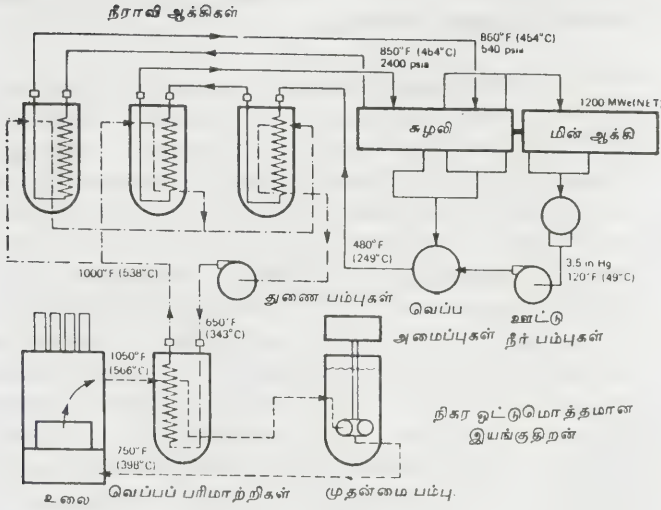 நீராவி ஆக்கிகள்
850°F (454°C)
2400 psia
860°F (464°C)
540 psia
1200 MWe(NET)
சுழலி
மின் ஆக்கி
480°F
(249°C)
3.5 in Hg
120°F (49°C)
1000°F (538°C)
துணை பம்புகள்
வெப்ப
அமைப்புகள்
ஊட்டு
நீர் பம்புகள்
650°F
(343°C)
1050°F
(566°C)
நிகர ஒட்டுமொத்தமான
இயங்குதிறன்
750°F
(398°C)
உலை
வெப்பப் பரிமாற்றிகள்
முதன்மை பம்பு.